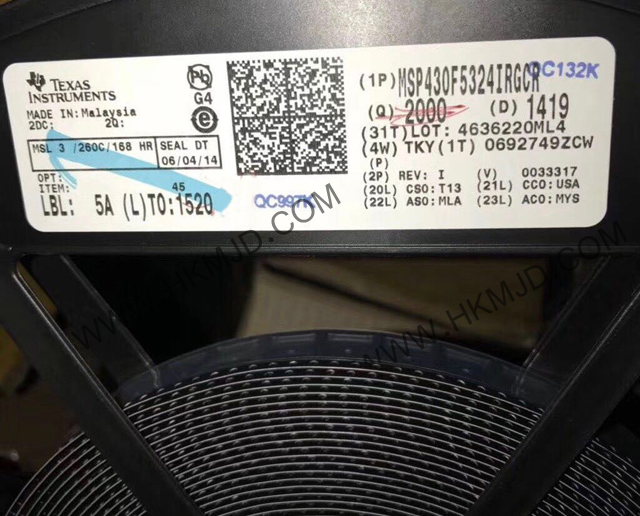 TEXAS
INSTRUMENTS
MADE IN: Malaysia
2DC: 2Q:
MSL 3 /260C/168 HR SEAL DT
06/04/14
OPT:
ITEM: 45
LBL: 5A (L)TO:1520
Pb
G4
e
QC997K
QC132K
(1P) MSP430F5324IRGCR
(Q) 2000 (D) 1419
(31T)LOT: 4636220ML4
(4W) TKY(1T) 0692749ZCW
(P)
(2P) REV: I (V) 0033317
(20L) CSO:T13 (21L) CCO:USA
(22L) ASO:MLA (23L) ACO:MYS
WWW.HKMJD.COM
WWW.HKMJD.COM